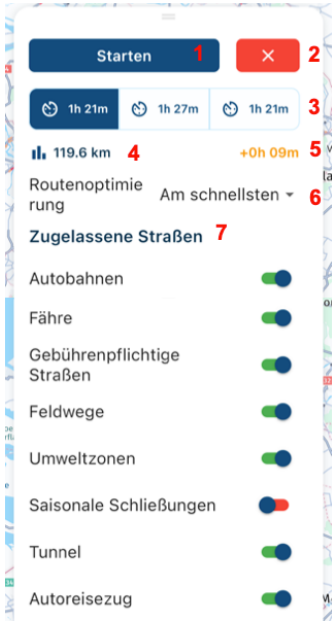 Starten 1 × 2
1h 21m 1h 27m 1h 21m 3
119.6 km 4 +0h 09m 5
Routenoptimie
rung
Am schnellsten 6
Zugelassene Straßen 7
Autobahnen
Fähre
Gebührenpflichtige
Straßen
Feldwege
Umweltzonen
Saisonale Schließungen
Tunnel
Autoreisezug